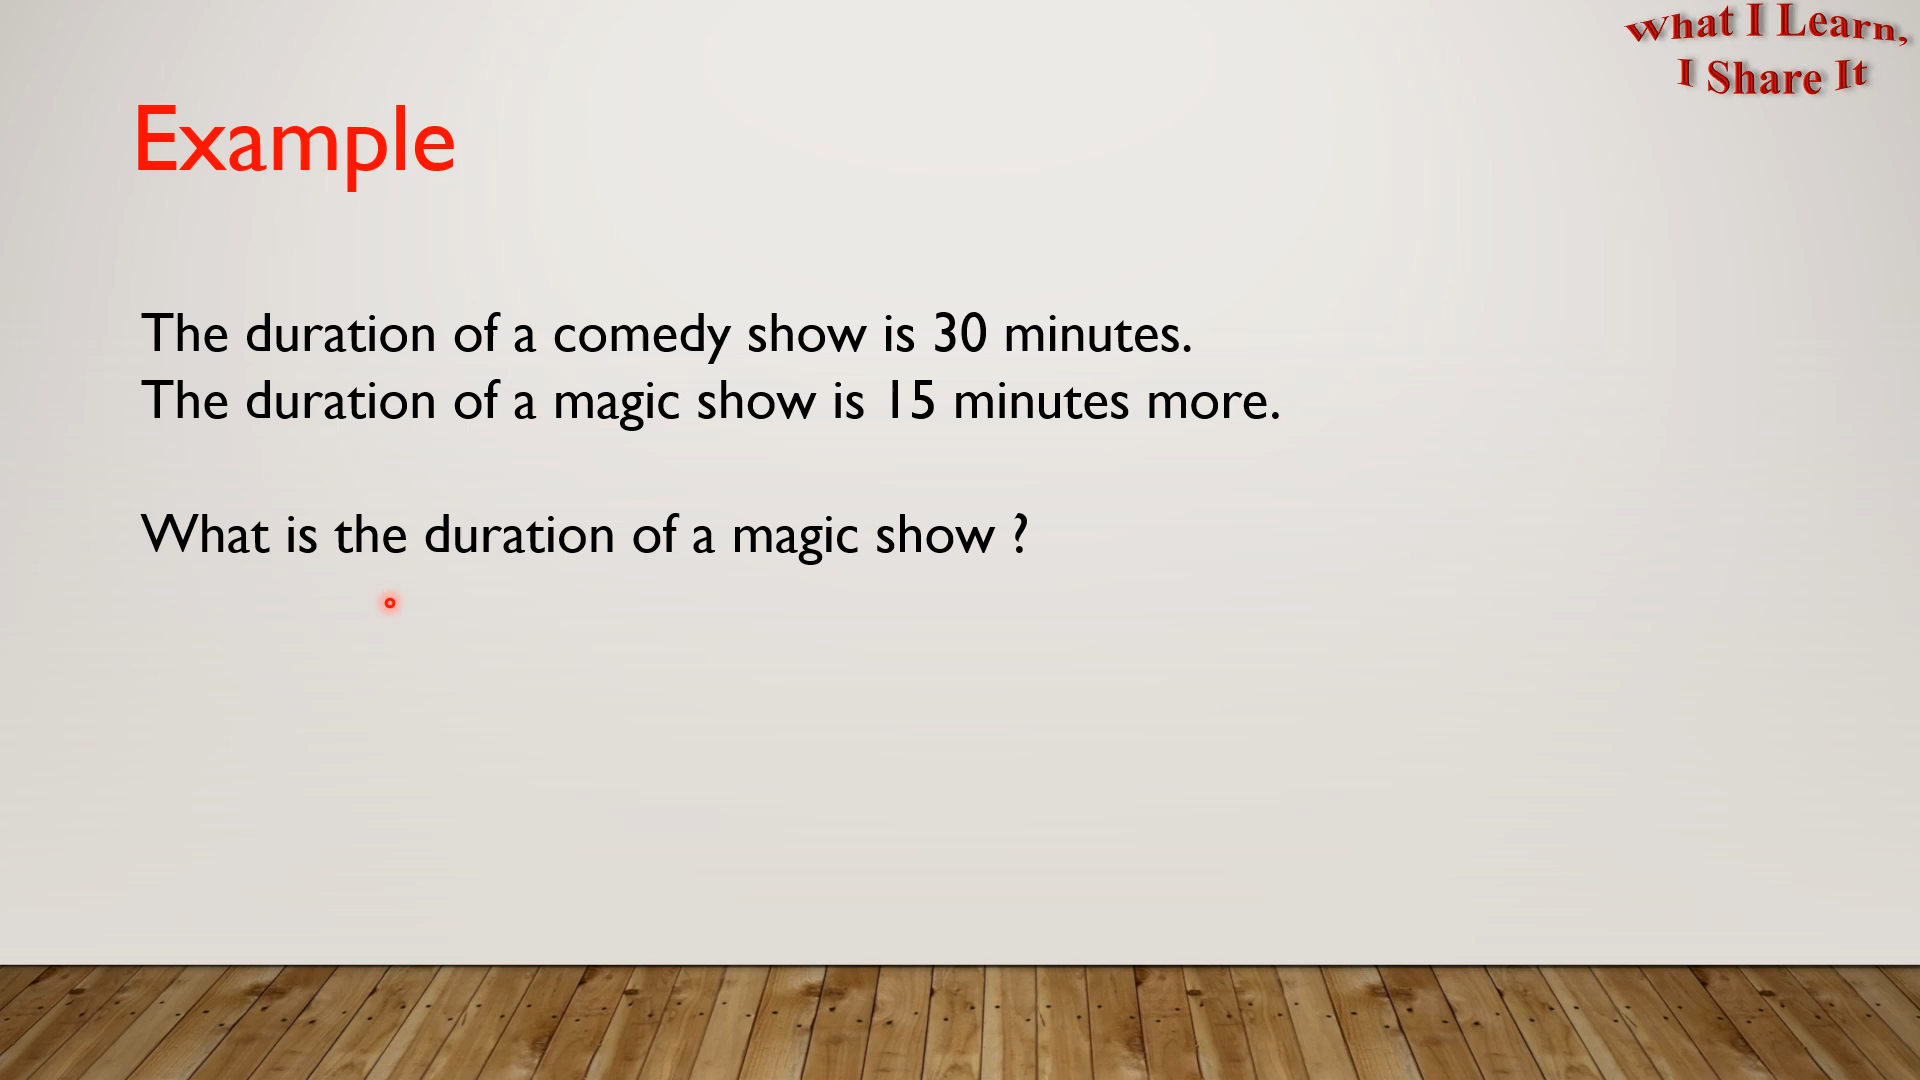 What I Learn,
I Share It
Example
The duration of a comedy show is 30 minutes.
The duration of a magic show is 15 minutes more.
What is the duration of a magic show ?